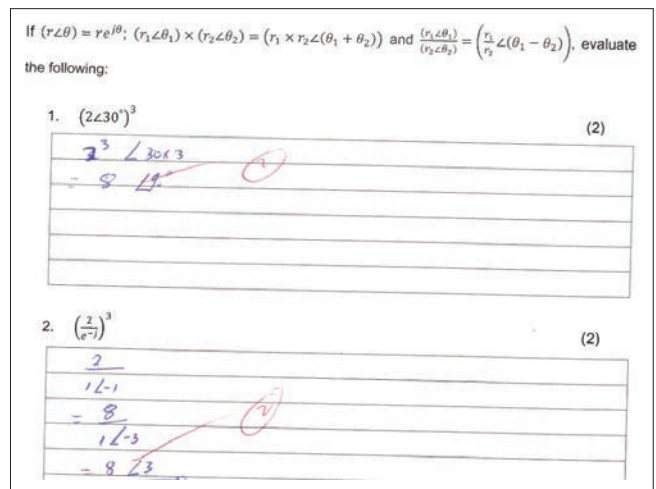 If (r∠θ) = re^{jθ}; (r₁∠θ₁) × (r₂∠θ₂) = (r₁ × r₂∠(θ₁ + θ₂)) and (r₁∠θ₁)/(r₂∠θ₂) = (r₁/r₂ ∠(θ₁ − θ₂)), evaluate
the following:
1. (2∠30°)³
(2)
2³ ∠30×3
= 8
2. (2/e^{-j})³
(2)
2
1∠-1
= 8
1∠-3
= 8 ∠3